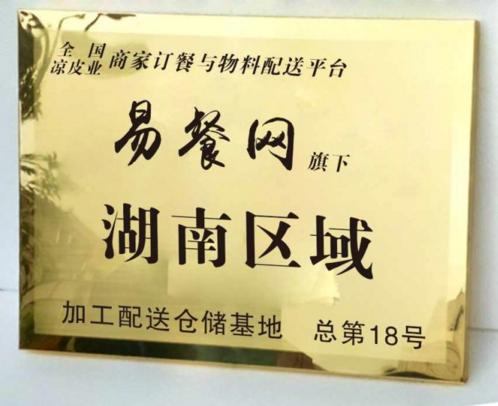 全国凉皮业 商家订餐与物料配送平台
易餐网 旗下
湖南区域
加工配送仓储基地 总第18号